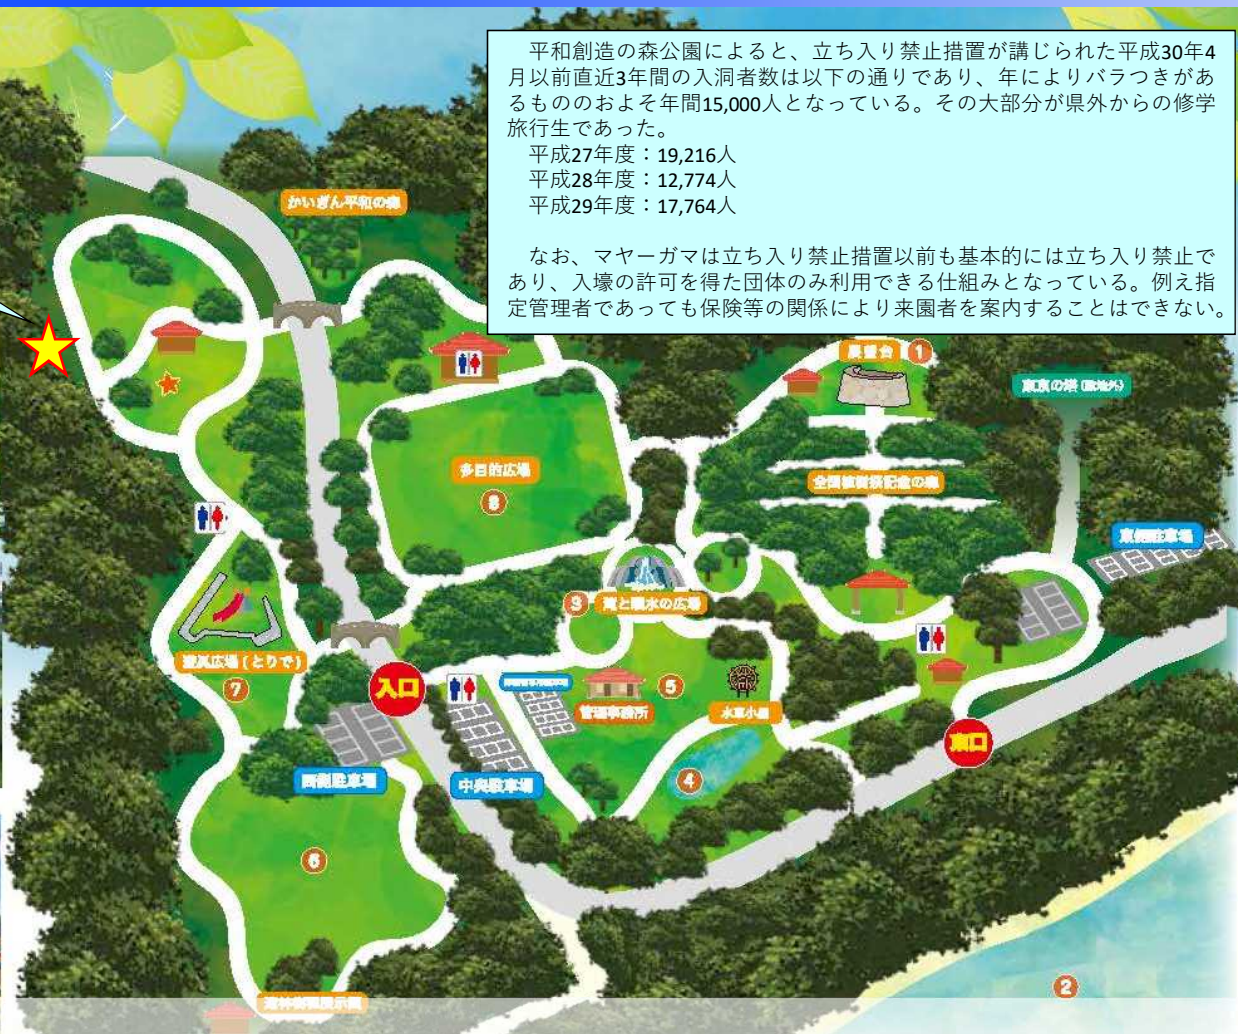 平和創造の森公園によると、立ち入り禁止措置が講じられた平成30年4
月以前直近3年間の入洞者数は以下の通りであり、年によりバラつきがあ
るもののおよそ年間15,000人となっている。その大部分が県外からの修学
旅行生であった。
平成27年度：19,216人
平成28年度：12,774人
平成29年度：17,764人
なお、マヤーガマは立ち入り禁止措置以前も基本的には立ち入り禁止で
あり、入壕の許可を得た団体のみ利用できる仕組みとなっている。例え指
定管理者であっても保険等の関係により来園者を案内することはできない。
かいぎん平和の森
展望台
1
東京の塔(敷地外)
多目的広場
8
全国植樹祭記念の森
東側駐車場
3
滝と親水の広場
(とりで)
7
入口
5
管理事務所
水車小屋
東口
西側駐車場
中央駐車場
4
6
2